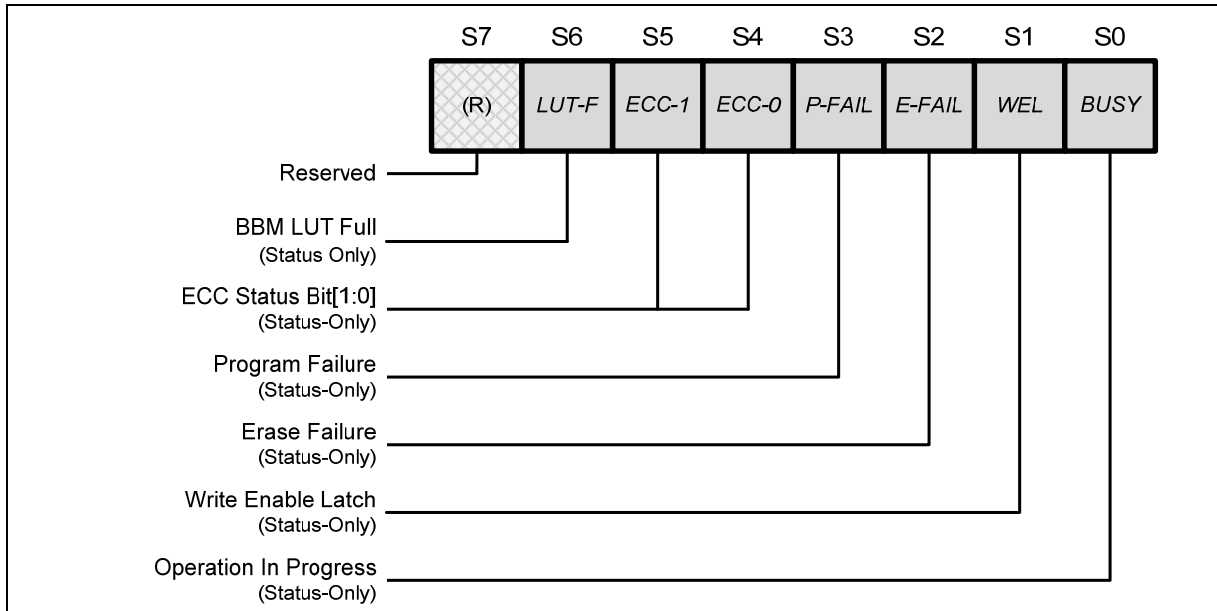 S7 S6 S5 S4 S3 S2 S1 S0
(R) LUT-F ECC-1 ECC-0 P-FAIL E-FAIL WEL BUSY
Reserved
BBM LUT Full
(Status Only)
ECC Status Bit[1:0]
(Status-Only)
Program Failure
(Status-Only)
Erase Failure
(Status-Only)
Write Enable Latch
(Status-Only)
Operation In Progress
(Status-Only)